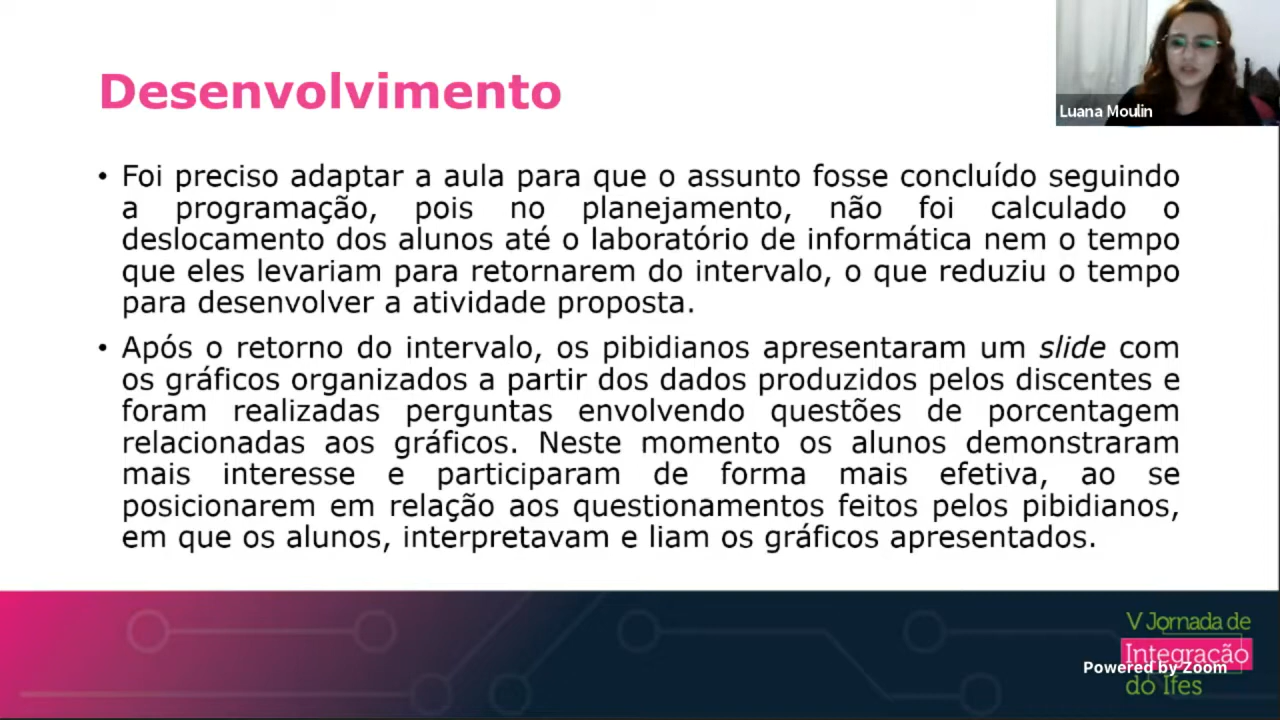 Desenvolvimento
Luana Moulin
• Foi preciso adaptar a aula para que o assunto fosse concluído seguindo
a programação, pois no planejamento, não foi calculado o
deslocamento dos alunos até o laboratório de informática nem o tempo
que eles levariam para retornarem do intervalo, o que reduziu o tempo
para desenvolver a atividade proposta.
• Após o retorno do intervalo, os pibidianos apresentaram um slide com
os gráficos organizados a partir dos dados produzidos pelos discentes e
foram realizadas perguntas envolvendo questões de porcentagem
relacionadas aos gráficos. Neste momento os alunos demonstraram
mais interesse e participaram de forma mais efetiva, ao se
posicionarem em relação aos questionamentos feitos pelos pibidianos,
em que os alunos, interpretavam e liam os gráficos apresentados.
V Jornada de
Integração
Powered by Zoom
do Ifes